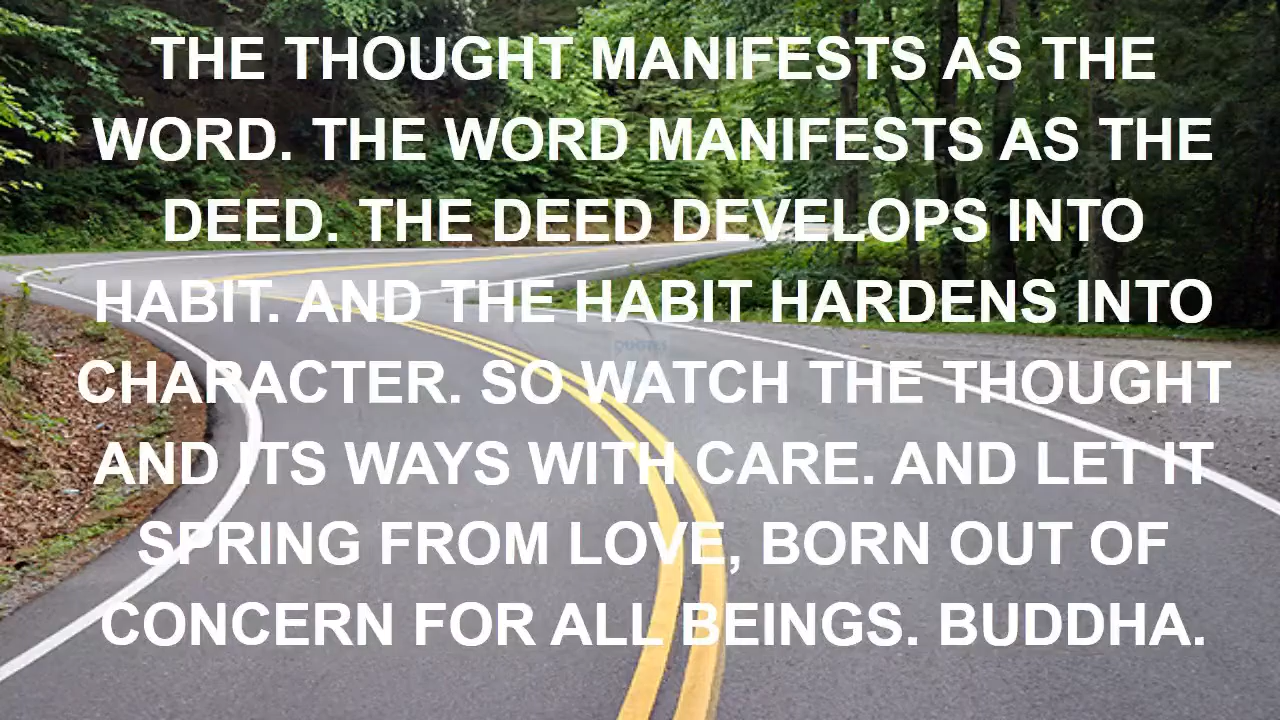 THE THOUGHT MANIFESTS AS THE
WORD. THE WORD MANIFESTS AS THE
DEED. THE DEED DEVELOPS INTO
HABIT. AND THE HABIT HARDENS INTO
CHARACTER. SO WATCH THE THOUGHT
AND ITS WAYS WITH CARE. AND LET IT
SPRING FROM LOVE, BORN OUT OF
CONCERN FOR ALL BEINGS. BUDDHA.